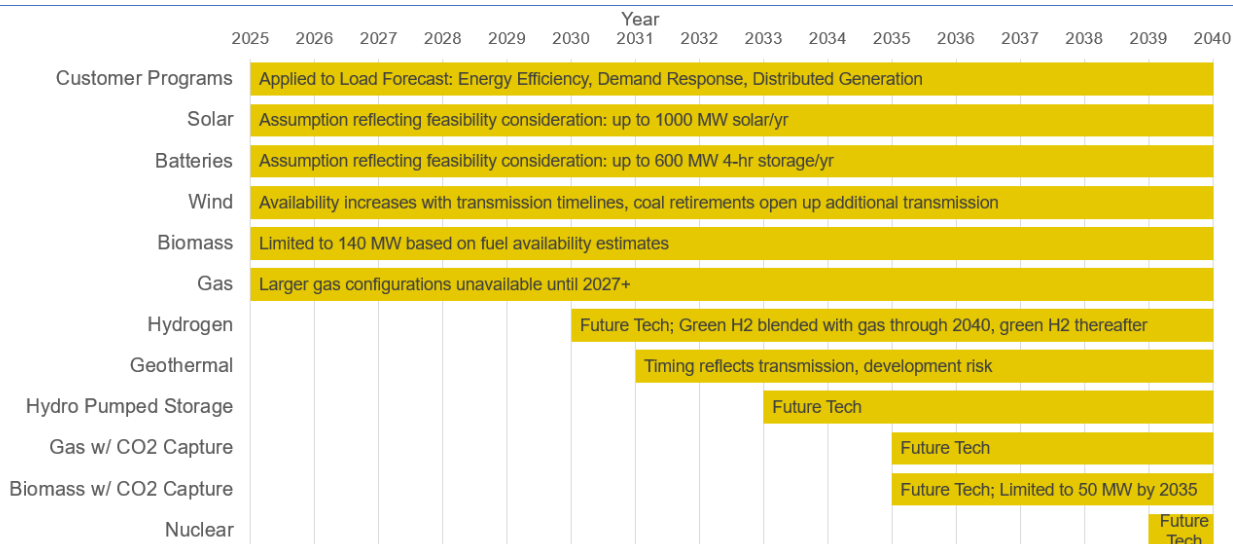 Year
2025 2026 2027 2028 2029 2030 2031 2032 2033 2034 2035 2036 2037 2038 2039 2040
Customer Programs
Applied to Load Forecast: Energy Efficiency, Demand Response, Distributed Generation
Solar
Assumption reflecting feasibility consideration: up to 1000 MW solar/yr
Batteries
Assumption reflecting feasibility consideration: up to 600 MW 4-hr storage/yr
Wind
Availability increases with transmission timelines, coal retirements open up additional transmission
Biomass
Limited to 140 MW based on fuel availability estimates
Gas
Larger gas configurations unavailable until 2027+
Hydrogen
Future Tech; Green H2 blended with gas through 2040, green H2 thereafter
Geothermal
Timing reflects transmission, development risk
Hydro Pumped Storage
Future Tech
Gas w/ CO2 Capture
Future Tech
Biomass w/ CO2 Capture
Future Tech; Limited to 50 MW by 2035
Nuclear
Future
Tech